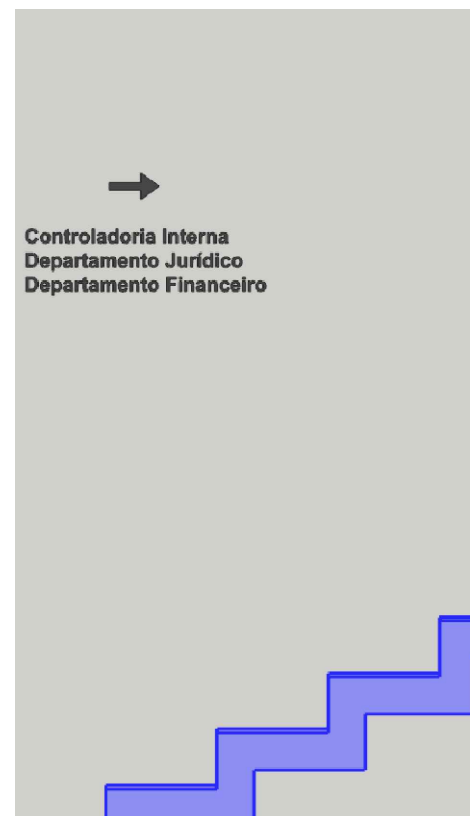 Controladoria Interna
Departamento Jurídico
Departamento Financeiro